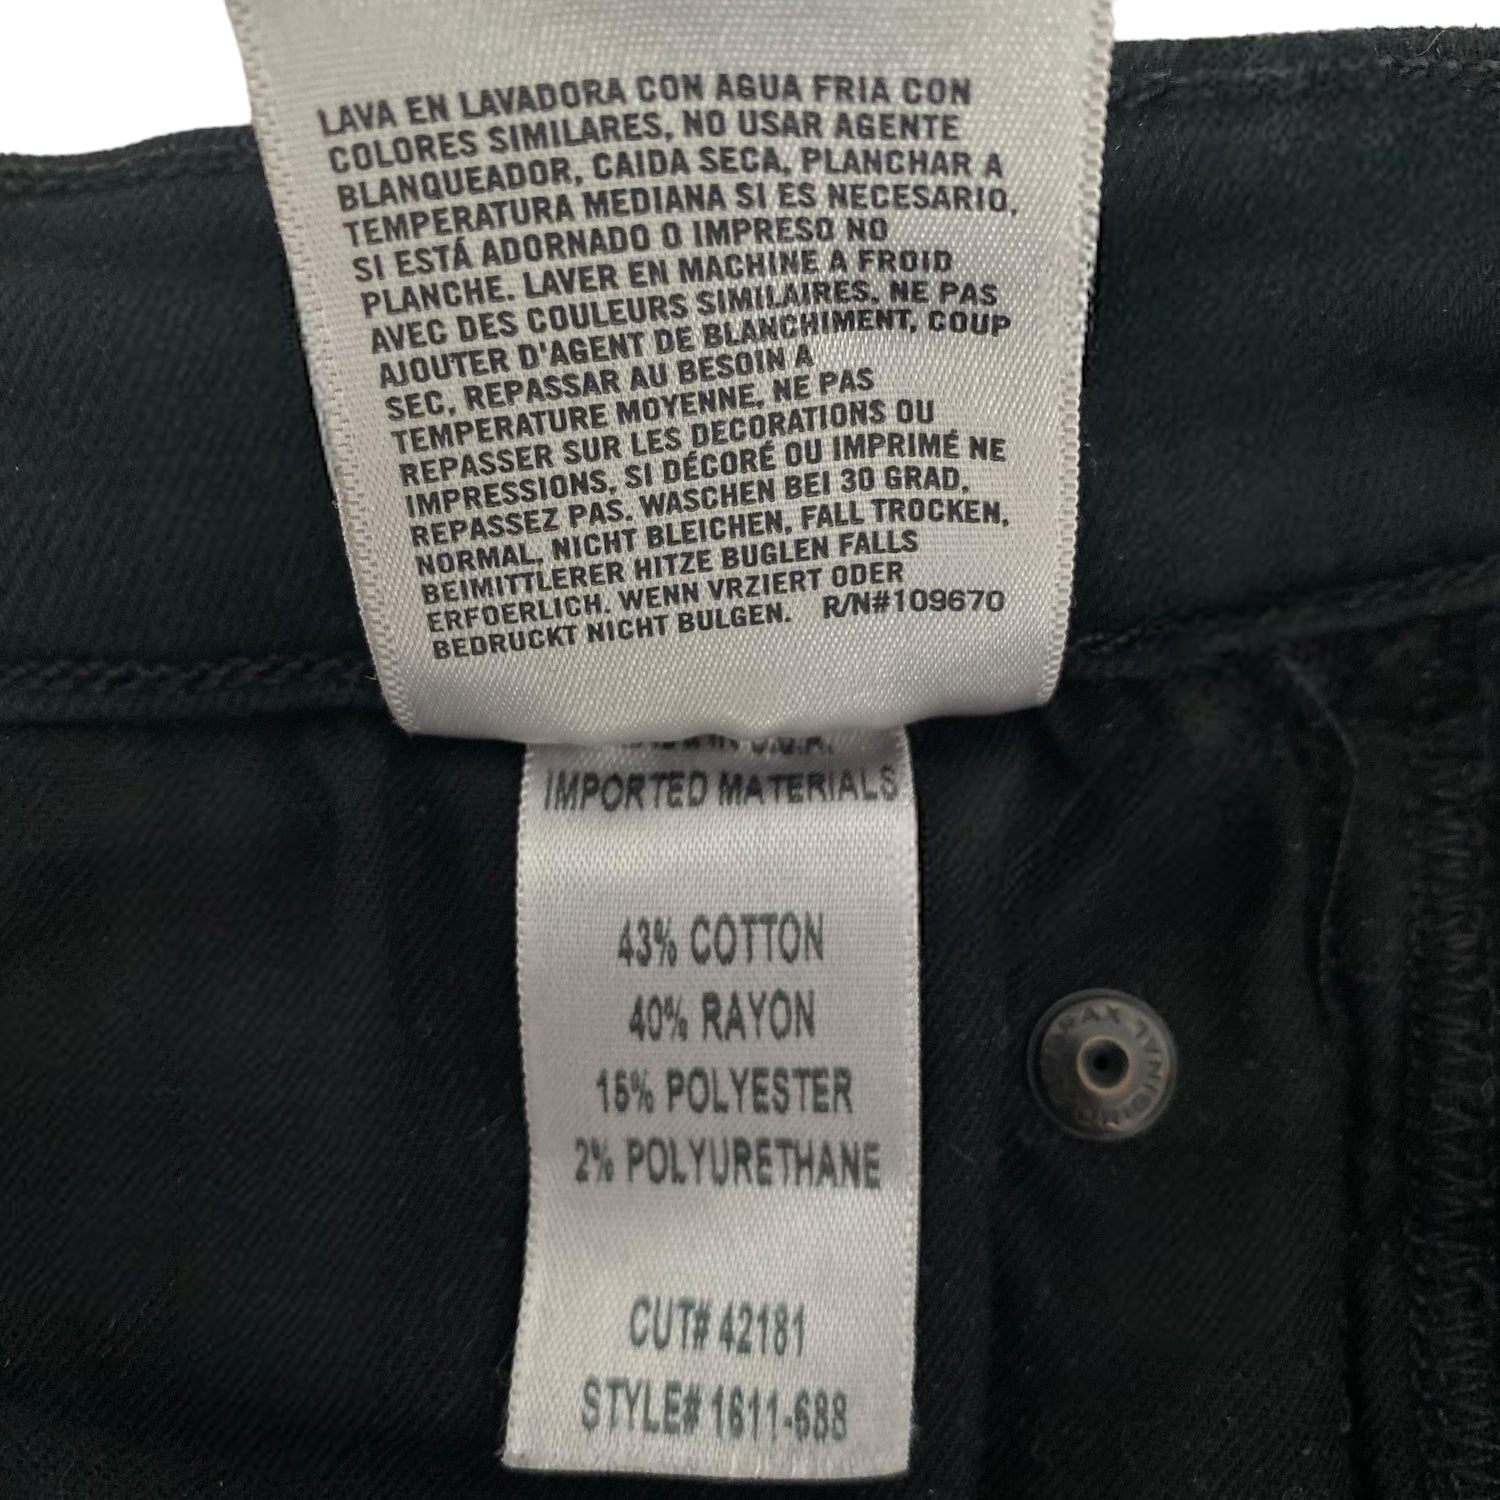 LAVA EN LAVADORA CON AGUA FRIA CON
COLORES SIMILARES, NO USAR AGENTE
BLANQUEADOR, CAIDA SECA, PLANCHAR A
TEMPERATURA MEDIANA SI ES NECESARIO,
SI ESTÁ ADORNADO O IMPRESO NO
PLANCHE. LAVER EN MACHINE A FROID
AVEC DES COULEURS SIMILAIRES, NE PAS
AJOUTER D'AGENT DE BLANCHIMENT, COUP
SEC, REPASSAR AU BESOIN A
TEMPERATURE MOYENNE, NE PAS
REPASSER SUR LES DECORATIONS OU
IMPRESSIONS, SI DÉCORÉ OU IMPRIMÉ NE
REPASSEZ PAS. WASCHEN BEI 30 GRAD,
NORMAL, NICHT BLEICHEN, FALL TROCKEN,
BEIMITTLERER HITZE BUGLEN FALLS
ERFOERLICH. WENN VRZIERT ODER
BEDRUCKT NICHT BULGEN. R/N#109670
IN U.S.A.
IMPORTED MATERIALS
43% COTTON
40% RAYON
15% POLYESTER
2% POLYURETHANE
CUT# 42181
STYLE# 1611-688
ORIGINAL